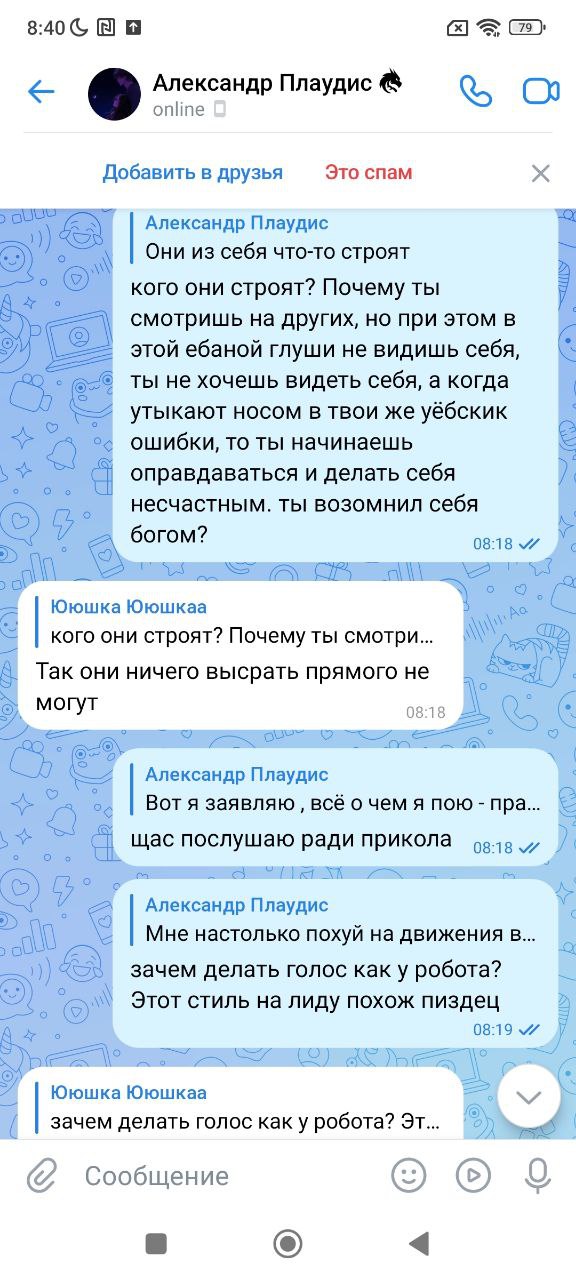 8:40
79
Александр Плаудис
online
Добавить в друзья Это спам
Александр Плаудис
Они из себя что-то строят
кого они строят? Почему ты
смотришь на других, но при этом в
этой ебаной глуши не видишь себя,
ты не хочешь видеть себя, а когда
утыкают носом в твои же уёбскик
ошибки, то ты начинаешь
оправдаваться и делать себя
несчастным. ты возомнил себя
богом?
08:18
Ююшка Ююшкаа
кого они строят? Почему ты смотри...
Так они ничего высрать прямого не
могут
08:18
Александр Плаудис
Вот я заявляю , всё о чем я пою - пра...
щас послушаю ради прикола
08:18
Александр Плаудис
Мне настолько похуй на движения в...
зачем делать голос как у робота?
Этот стиль на лиду похож пиздец
08:19
Ююшка Ююшкаа
зачем делать голос как у робота? Эт...
Сообщение